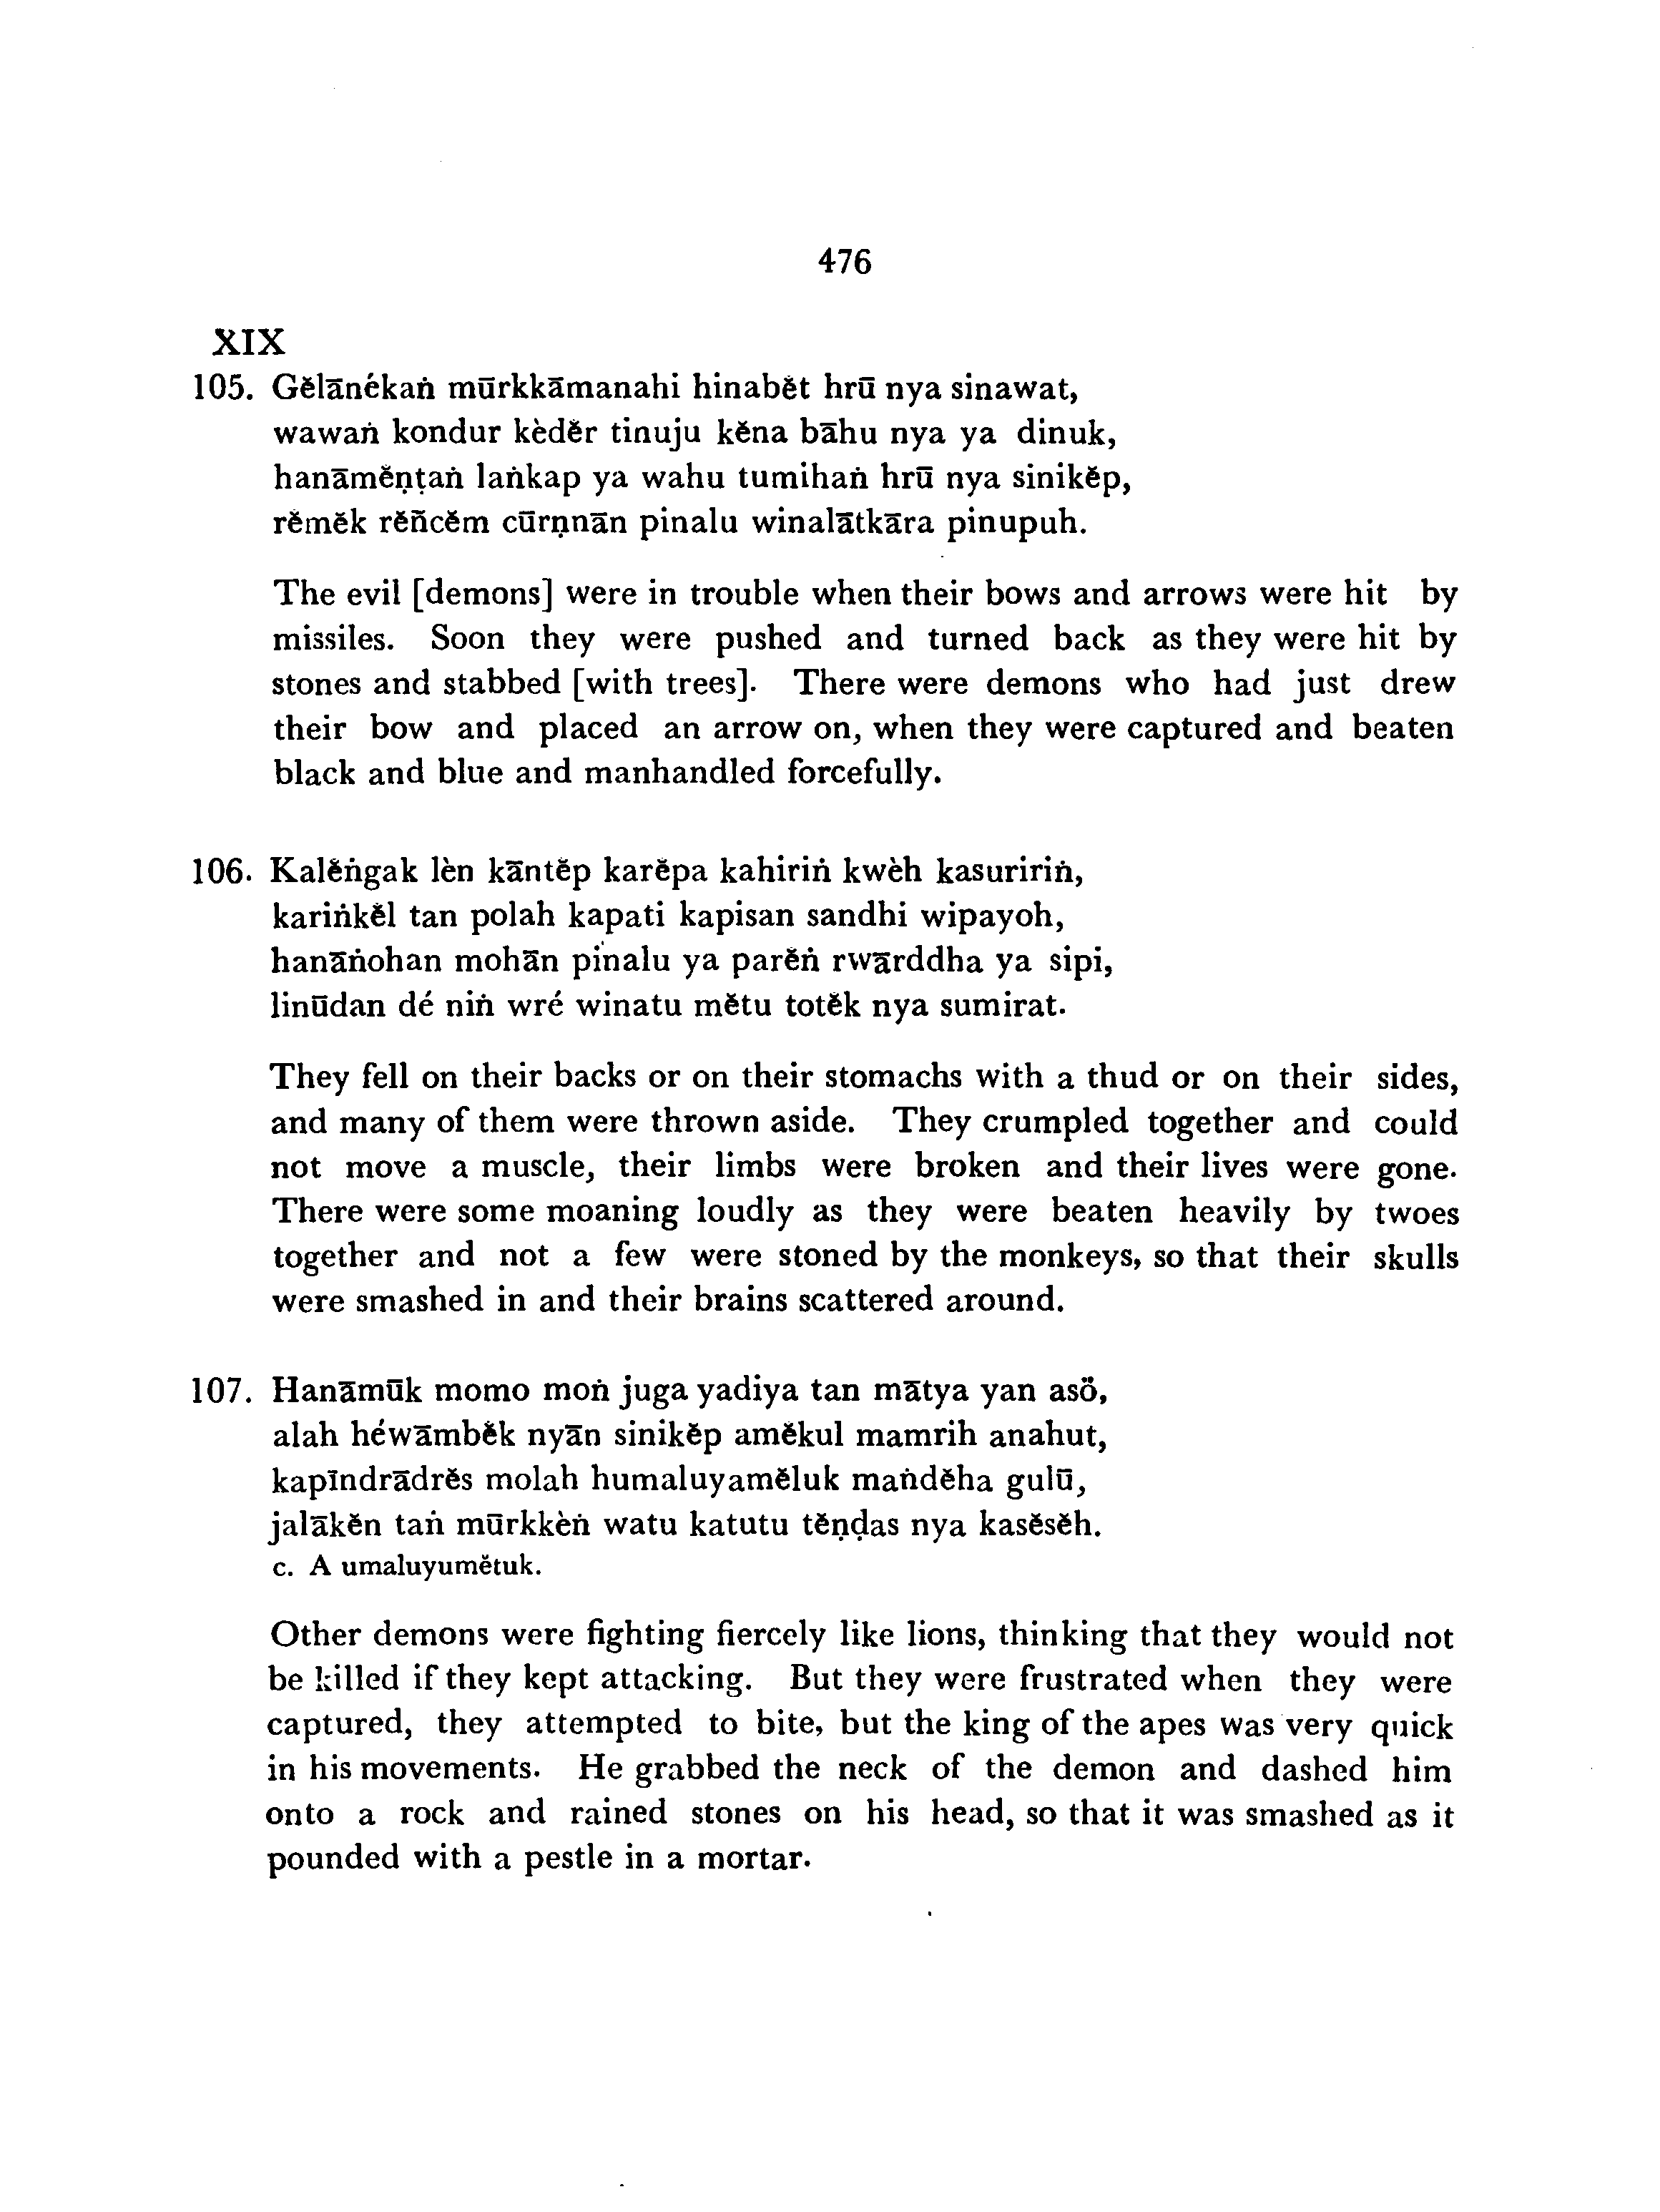 476
XIX
105. Gĕlānékaṅ mūrkkāmanahi hinabĕt hrū nya sinawat,
wawaṅ kondur kèdĕr tinuju kĕna bāhu nya ya dinuk,
hanāmĕṇṭaṅ laṅkap ya wahu tumihaṅ hrū nya sinikĕp,
rĕmĕk rĕñcĕm cūrṇnān pinalu winalātkāra pinupuh.
The evil [demons] were in trouble when their bows and arrows were hit by
missiles. Soon they were pushed and turned back as they were hit by
stones and stabbed [with trees]. There were demons who had just drew
their bow and placed an arrow on, when they were captured and beaten
black and blue and manhandled forcefully.
106. Kalĕṅgak lèn kāntĕp karĕpa kahiriṅ kwèh kasuririṅ,
kariṅkĕl tan polah kapati kapisan sandhi wipayoh,
hanāṅohan mohān pinalu ya parĕṅ rwārddha ya sipi,
linūdan dé niṅ wré winatu mĕtu totĕk nya sumirat.
They fell on their backs or on their stomachs with a thud or on their sides,
and many of them were thrown aside. They crumpled together and could
not move a muscle, their limbs were broken and their lives were gone.
There were some moaning loudly as they were beaten heavily by twoes
together and not a few were stoned by the monkeys, so that their skulls
were smashed in and their brains scattered around.
107. Hanāmūk momo moṅ juga yadiya tan mātya yan asö,
alah héwāmbĕk nyān sinikĕp amĕkul mamrih anahut,
kapīndrādrĕs molah humaluyamĕluk maṅdĕha gulū,
jalākĕn taṅ mūrkkèṅ watu katutu tĕṇḍas nya kasĕsĕh.
c. A umaluyumĕtuk.
Other demons were fighting fiercely like lions, thinking that they would not
be killed if they kept attacking. But they were frustrated when they were
captured, they attempted to bite, but the king of the apes was very quick
in his movements. He grabbed the neck of the demon and dashed him
onto a rock and rained stones on his head, so that it was smashed as it
pounded with a pestle in a mortar.